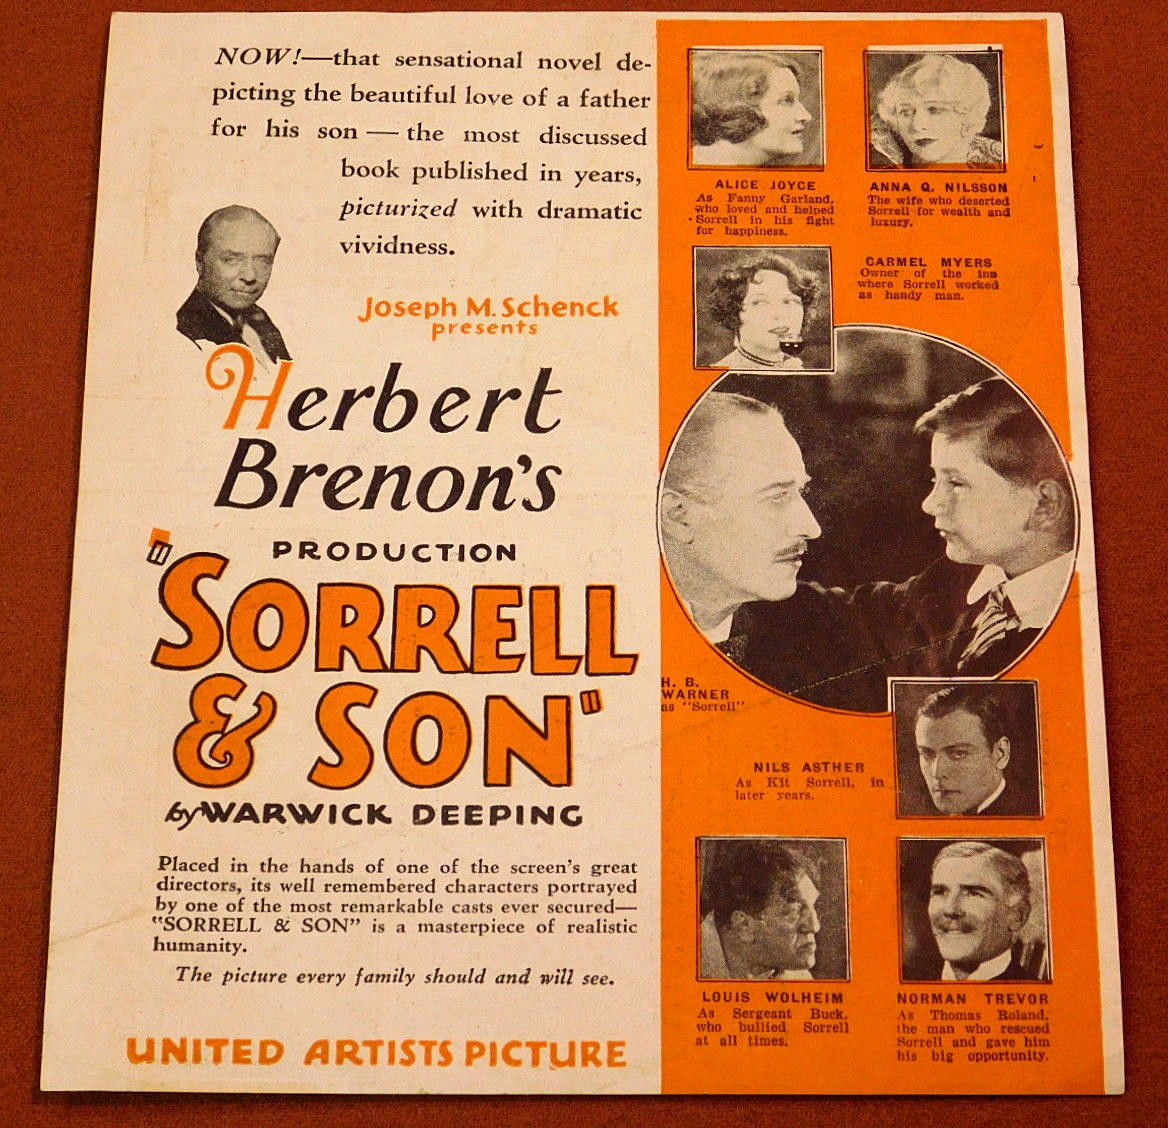 NOW!—that sensational novel de-
picting the beautiful love of a father
for his son — the most discussed
book published in years,
picturized with dramatic
vividness.
Joseph M. Schenck
presents
Herbert
Brenon's
PRODUCTION
"SORRELL
& SON"
by WARWICK DEEPING
Placed in the hands of one of the screen's great
directors, its well remembered characters portrayed
by one of the most remarkable casts ever secured—
"SORRELL & SON" is a masterpiece of realistic
humanity.
The picture every family should and will see.
UNITED ARTISTS PICTURE
ALICE JOYCE
As Fanny Garland,
who loved and helped
Sorrell in his fight
for happiness.
ANNA Q. NILSSON
The wife who deserted
Sorrell for wealth and
luxury.
CARMEL MYERS
Owner of the inn
where Sorrell worked
as handy man.
H. B.
WARNER
as "Sorrell"
NILS ASTHER
As Kit Sorrell, in
later years.
LOUIS WOLHEIM
As Sergeant Buck,
who bullied Sorrell
at all times.
NORMAN TREVOR
As Thomas Roland,
the man who rescued
Sorrell and gave him
his big opportunity.